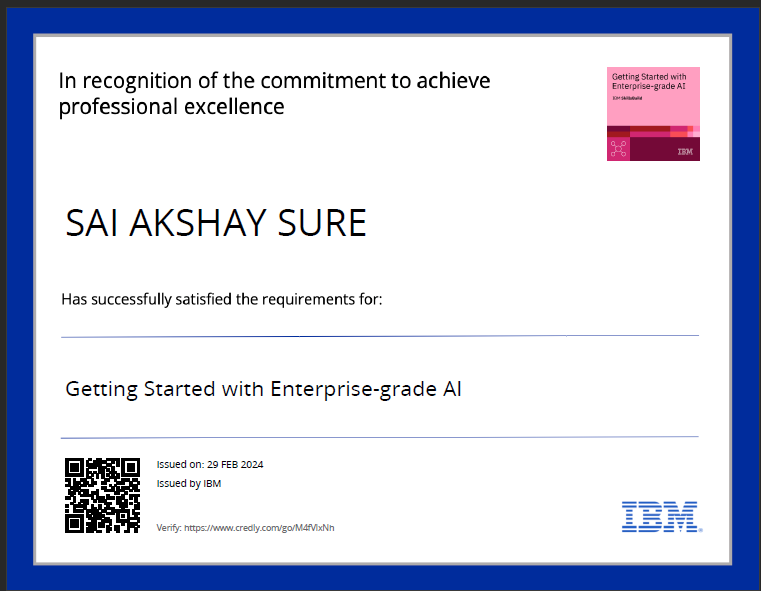 In recognition of the commitment to achieve
professional excellence
Getting Started with
Enterprise-grade AI
IBM SkillsBuild
IBM
SAI AKSHAY SURE
Has successfully satisfied the requirements for:
Getting Started with Enterprise-grade AI
Issued on: 29 FEB 2024
Issued by IBM
Verify: https://www.credly.com/go/M4fVlxNh
IBM®